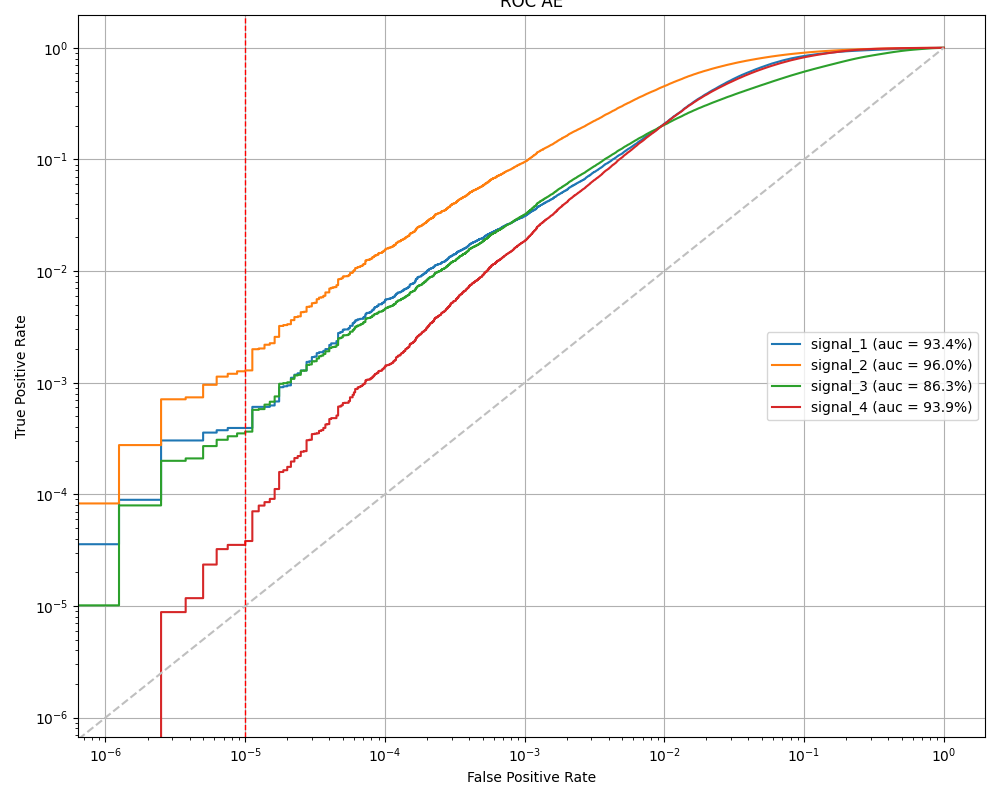 ROC AE
True Positive Rate
10⁰
10⁻¹
10⁻²
10⁻³
10⁻⁴
10⁻⁵
10⁻⁶
signal_1 (auc = 93.4%)
signal_2 (auc = 96.0%)
signal_3 (auc = 86.3%)
signal_4 (auc = 93.9%)
10⁻⁶ 10⁻⁵ 10⁻⁴ 10⁻³ 10⁻² 10⁻¹ 10⁰
False Positive Rate